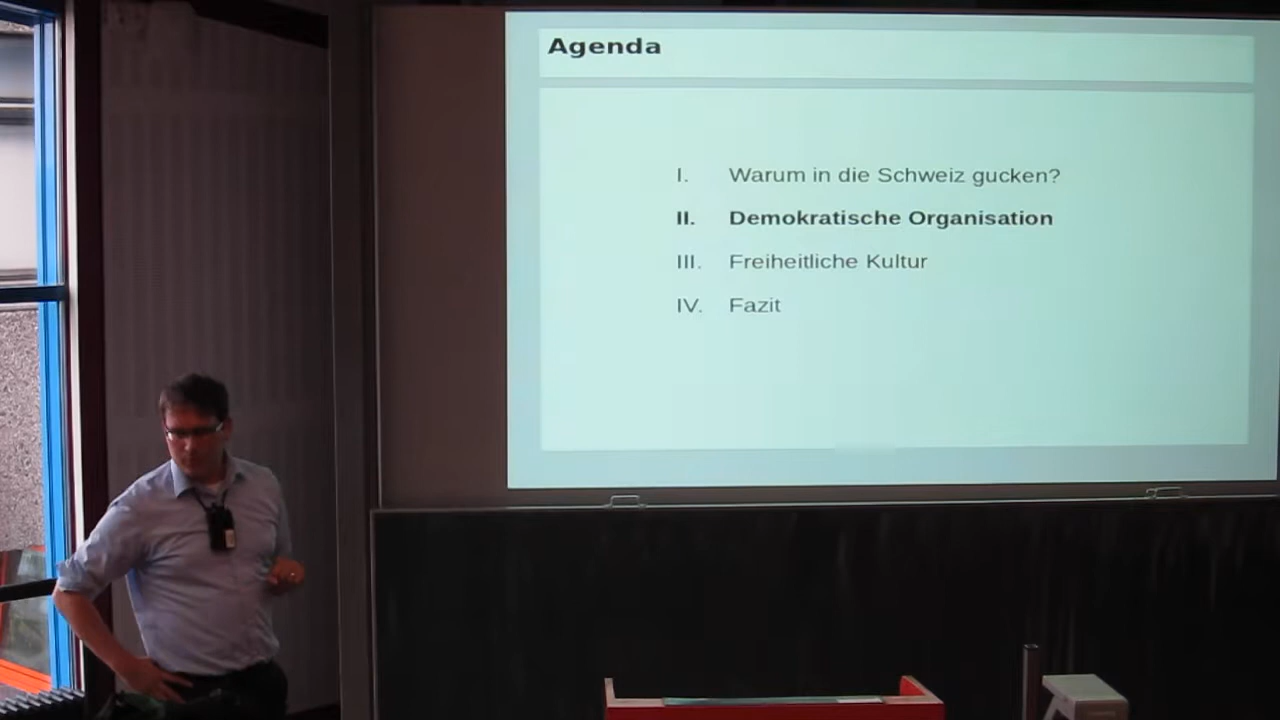 Agenda
I. Warum in die Schweiz gucken?
II. Demokratische Organisation
III. Freiheitliche Kultur
IV. Fazit